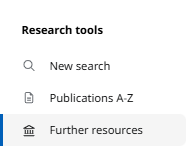 Research tools
New search
Publications A-Z
Further resources